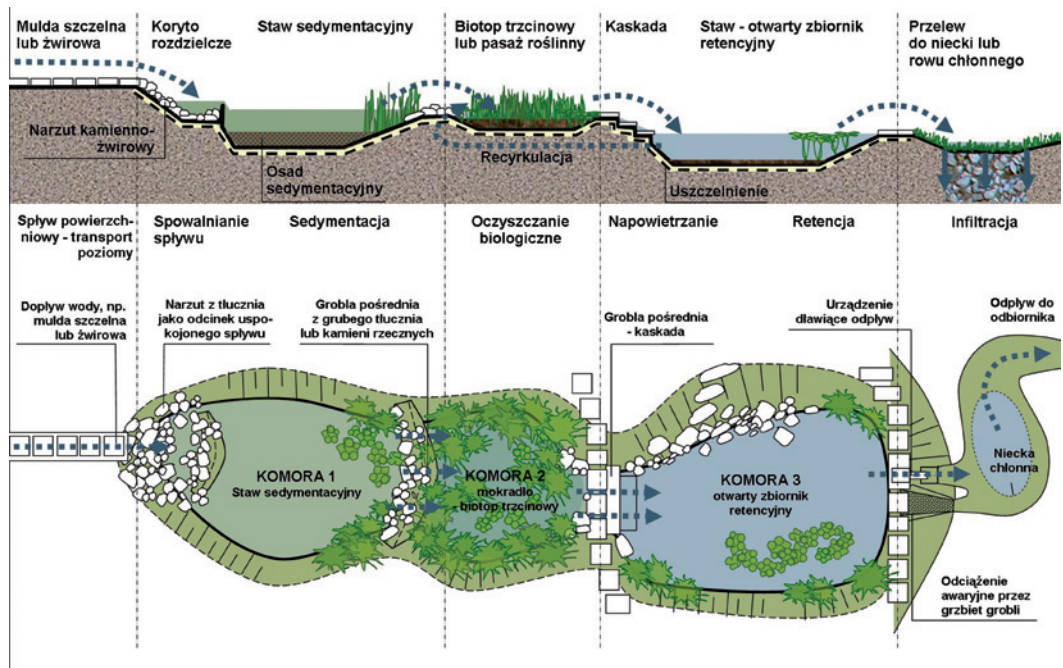 Mulda szczelna
lub żwirowa
Koryto
rozdzielcze
Staw sedymentacyjny
Biotop trzcinowy
lub pasaż roślinny
Kaskada
Staw - otwarty zbiornik
retencyjny
Przelew
do niecki lub
rowu chłonnego
Narzut kamienno-
żwirowy
Osad
sedymentacyjny
Recyrkulacja
Uszczelnienie
Spływ powierzch-
niowy - transport
poziomy
Spowalnianie
spływu
Sedymentacja
Oczyszczanie
biologiczne
Napowietrzanie
Retencja
Infiltracja
Dopływ wody, np.
mulda szczelna
lub żwirowa
Narzut z tłucznia
jako odcinek uspo-
kojonego spływu
Grobla pośrednia
z grubego tłucznia
lub kamieni rzecznych
Grobla pośrednia
- kaskada
Urządzenie
dławiące odpływ
Odpływ do
odbiornika
KOMORA 1
Staw sedymentacyjny
KOMORA 2
mokradło
- biotop trzcinowy
KOMORA 3
otwarty zbiornik
retencyjny
Niecka
chłonna
Odciążenie
awaryjne przez
grzbiet grobli